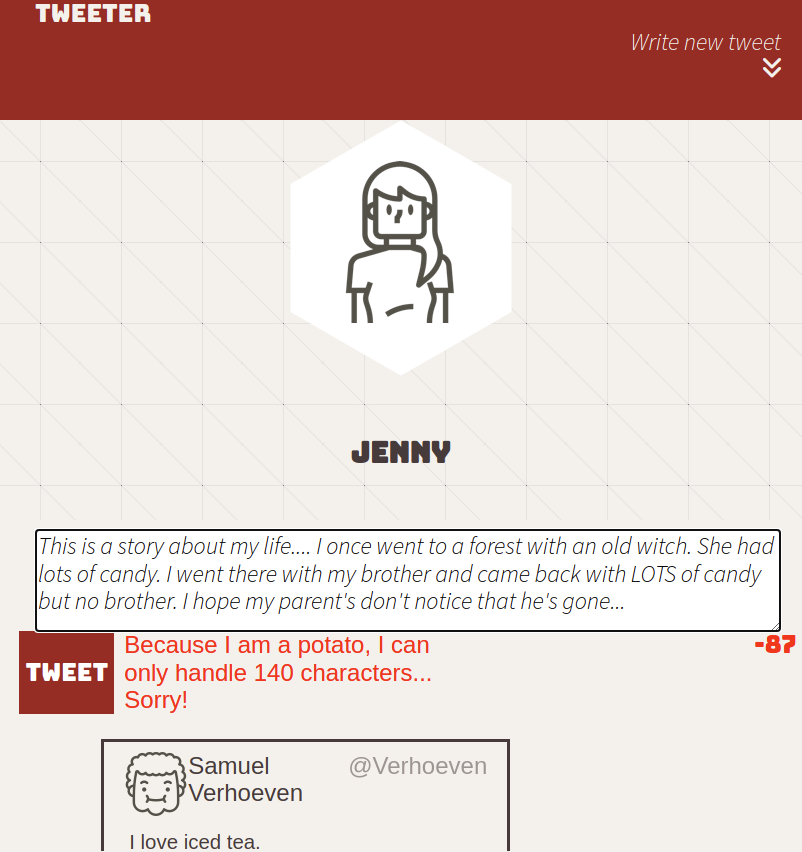 TWEETER
Write new tweet
JENNY
This is a story about my life.... I once went to a forest with an old witch. She had
lots of candy. I went there with my brother and came back with LOTS of candy
but no brother. I hope my parent's don't notice that he's gone...
TWEET
Because I am a potato, I can
only handle 140 characters...
Sorry!
-87
Samuel
Verhoeven
@Verhoeven
I love iced tea.